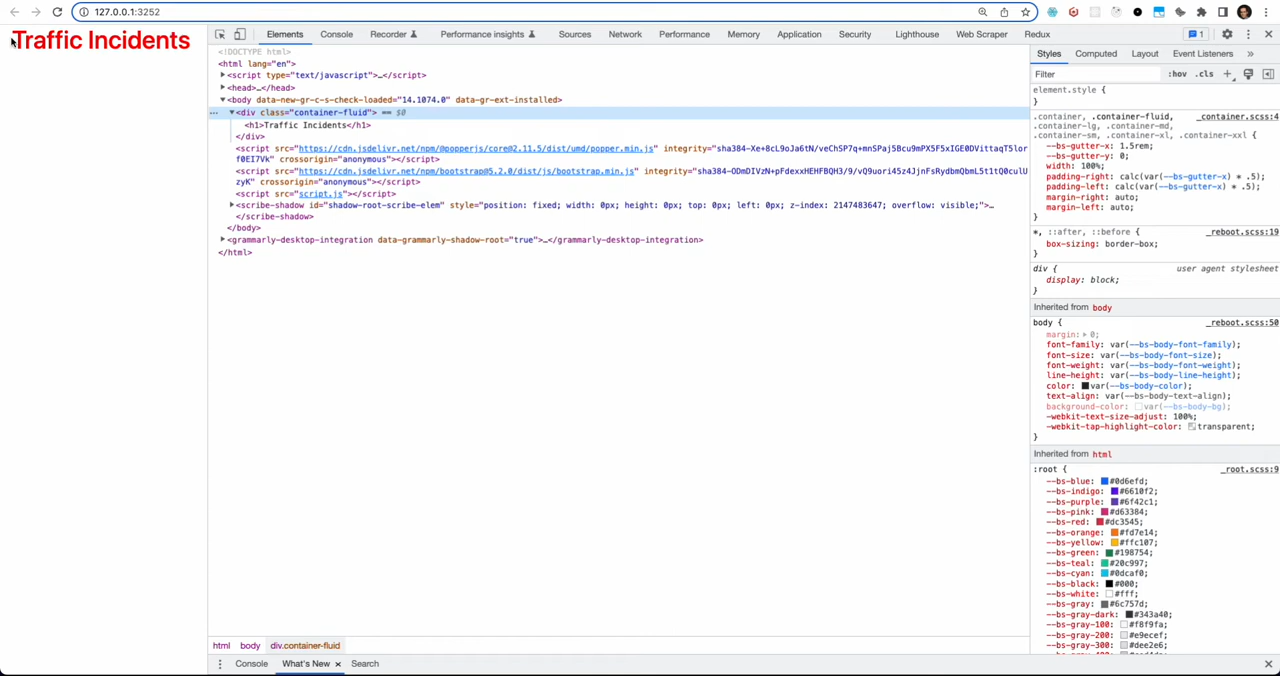 127.0.0.1:3252
Traffic Incidents
Elements Console Recorder Performance insights Sources Network Performance Memory Application Security Lighthouse Web Scraper Redux 1
<!DOCTYPE html>
<html lang="en">
<script type="text/javascript">…</script>
<head>…</head>
<body data-new-gr-c-s-check-loaded="14.1074.0" data-gr-ext-installed>
<div class="container-fluid"> == $0
<h1>Traffic Incidents</h1>
</div>
<script src="https://cdn.jsdelivr.net/npm/@popperjs/core@2.11.5/dist/umd/popper.min.js" integrity="sha384-Xe+8cL9oJa6tN/veChSP7q+mnSPaj5Bcu9mPX5F5xIGE0DVittaqT5lor
f0EI7Vk" crossorigin="anonymous"></script>
<script src="https://cdn.jsdelivr.net/npm/bootstrap@5.2.0/dist/js/bootstrap.min.js" integrity="sha384-ODmDIVzN+pFdexxHEHFBQH3/9/vQ9uori45z4JjnFsRydbmQbmL5t1tQ0culU
zyK" crossorigin="anonymous"></script>
<script src="script.js"></script>
<scribe-shadow id="shadow-root-scribe-elem" style="position: fixed; width: 0px; height: 0px; top: 0px; left: 0px; z-index: 2147483647; overflow: visible;">…
</scribe-shadow>
</body>
<grammarly-desktop-integration data-grammarly-shadow-root="true">…</grammarly-desktop-integration>
</html>
html body div.container-fluid
Console What's New × Search
Styles Computed Layout Event Listeners »
Filter :hov .cls +
element.style {
}
.container, .container-fluid, _container.scss:4
.container-lg, .container-md,
.container-sm, .container-xl, .container-xxl {
--bs-gutter-x: 1.5rem;
--bs-gutter-y: 0;
width: 100%;
padding-right: calc(var(--bs-gutter-x) * .5);
padding-left: calc(var(--bs-gutter-x) * .5);
margin-right: auto;
margin-left: auto;
}
*, ::after, ::before { _reboot.scss:19
box-sizing: border-box;
}
div { user agent stylesheet
display: block;
}
Inherited from body
body { _reboot.scss:50
margin: 0;
font-family: var(--bs-body-font-family);
font-size: var(--bs-body-font-size);
font-weight: var(--bs-body-font-weight);
line-height: var(--bs-body-line-height);
color: var(--bs-body-color);
text-align: var(--bs-body-text-align);
background-color: var(--bs-body-bg);
-webkit-text-size-adjust: 100%;
-webkit-tap-highlight-color: transparent;
}
Inherited from html
:root { _root.scss:9
--bs-blue: #0d6efd;
--bs-indigo: #6610f2;
--bs-purple: #6f42c1;
--bs-pink: #d63384;
--bs-red: #dc3545;
--bs-orange: #fd7e14;
--bs-yellow: #ffc107;
--bs-green: #198754;
--bs-teal: #20c997;
--bs-cyan: #0dcaf0;
--bs-black: #000;
--bs-white: #fff;
--bs-gray: #6c757d;
--bs-gray-dark: #343a40;
--bs-gray-100: #f8f9fa;
--bs-gray-200: #e9ecef;
--bs-gray-300: #dee2e6;